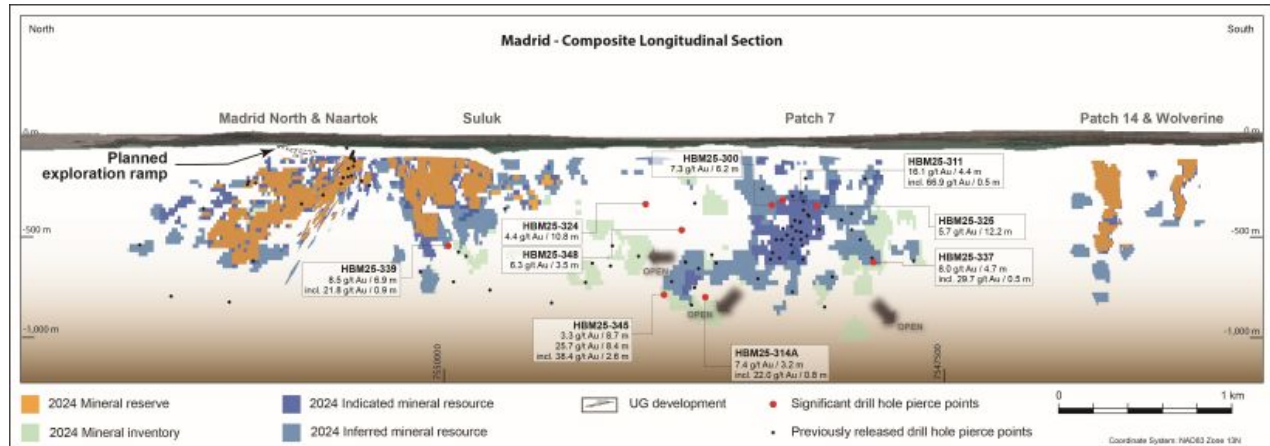 North
South
Madrid - Composite Longitudinal Section
Madrid North & Naartok
Suluk
Patch 7
Patch 14 & Wolverine
0 m
0 m
Planned
exploration ramp
HBM25-300
7.3 g/t Au / 6.2 m
HBM25-311
16.1 g/t Au / 4.4 m
incl. 66.9 g/t Au / 0.5 m
HBM25-324
4.4 g/t Au / 10.8 m
HBM25-326
5.7 g/t Au / 12.2 m
-500 m
-500 m
HBM25-348
6.3 g/t Au / 3.5 m
HBM25-337
8.0 g/t Au / 4.7 m
incl. 29.7 g/t Au / 0.5 m
HBM25-339
8.5 g/t Au / 6.9 m
incl. 21.8 g/t Au / 0.9 m
OPEN
OPEN
OPEN
HBM25-345
3.3 g/t Au / 8.7 m
25.7 g/t Au / 8.4 m
incl. 38.4 g/t Au / 2.6 m
HBM25-314A
7.4 g/t Au / 3.2 m
incl. 22.0 g/t Au / 0.8 m
-1,000 m
-1,000 m
7550000
7547500
2024 Mineral reserve
2024 Indicated mineral resource
UG development
Significant drill hole pierce points
0
1 km
2024 Mineral inventory
2024 Inferred mineral resource
Previously released drill hole pierce points
Coordinate System: NAD83 Zone 13N